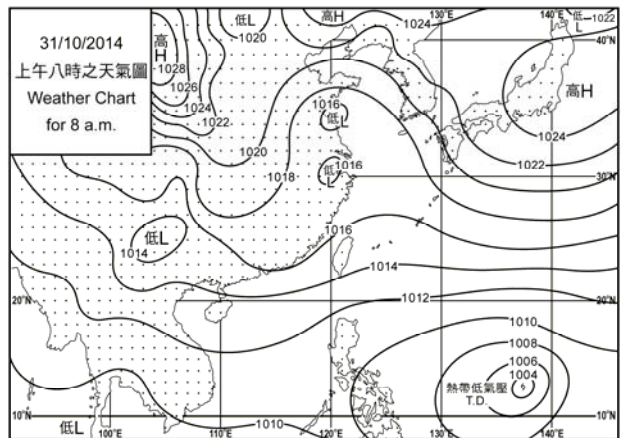 31/10/2014
上午八時之天氣圖
Weather Chart
for 8 a.m.
低L
1020
高H
1024
130°E
140°E
低
L
1022
40°N
高
H
1028
1026
1024
1022
1020
1018
1016
低L
低
L
1016
高H
1024
1022
30°N
低L
1014
1016
1014
1012
20°N
20°N
1010
1008
1006
1004
熱帶低氣壓
T.D.
10°N
10°N
低L
100°E
110°E
1010
120°E
130°E
140°E